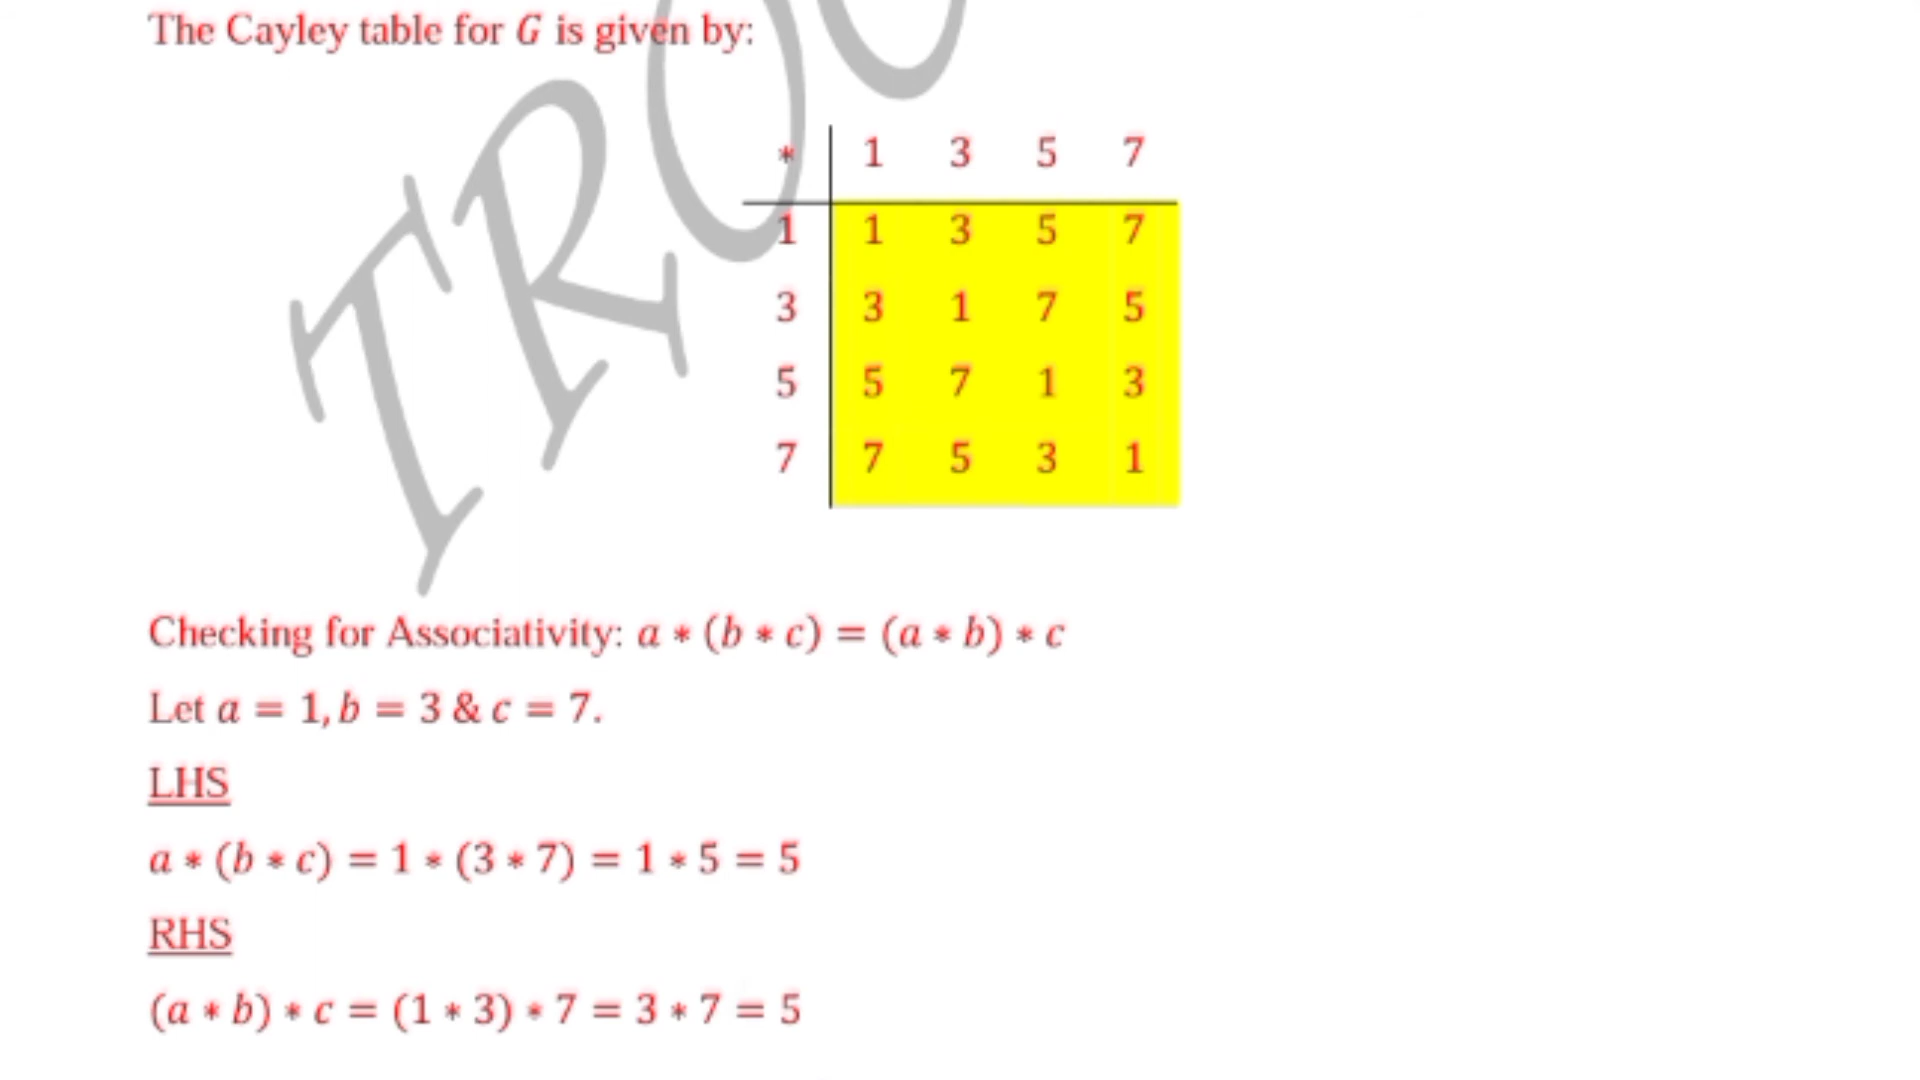 The Cayley table for G is given by:
* 1 3 5 7
1 1 3 5 7
3 3 1 7 5
5 5 7 1 3
7 7 5 3 1
Checking for Associativity: a * (b * c) = (a * b) * c
Let a = 1, b = 3 & c = 7.
LHS
a * (b * c) = 1 * (3 * 7) = 1 * 5 = 5
RHS
(a * b) * c = (1 * 3) * 7 = 3 * 7 = 5